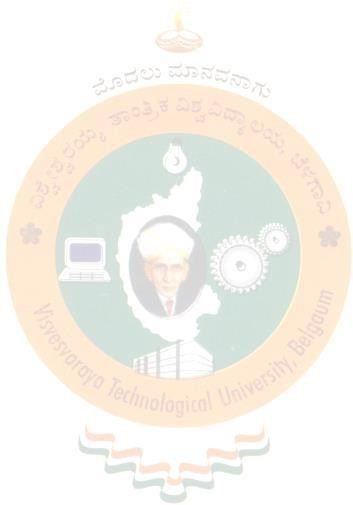 ಮೊದಲು ಮಾನವನಾಗು
ವಿಶ್ವೇಶ್ವರಯ್ಯ ತಾಂತ್ರಿಕ ವಿಶ್ವವಿದ್ಯಾಲಯ, ಬೆಳಗಾವಿ
Visvesvaraya Technological University, Belgaum